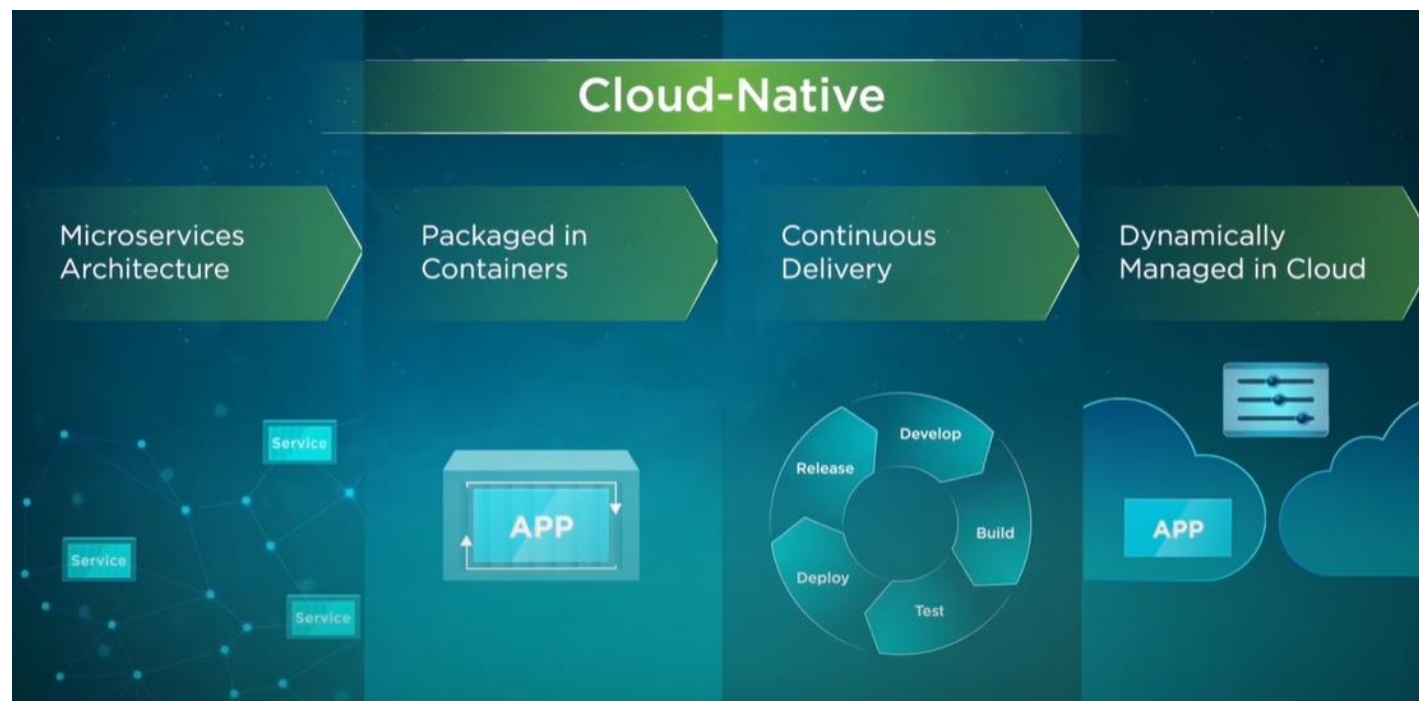 Cloud-Native
Microservices
Architecture
Packaged in
Containers
Continuous
Delivery
Dynamically
Managed in Cloud
Service
Service
Service
APP
Develop
Build
Test
Deploy
Release
APP